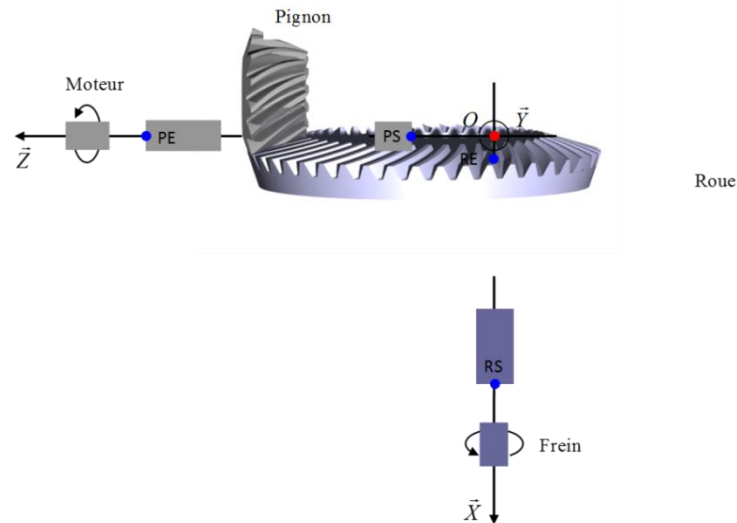 Pignon
Moteur
PE
PS
O
Y
RE
Z
Roue
RS
Frein
X